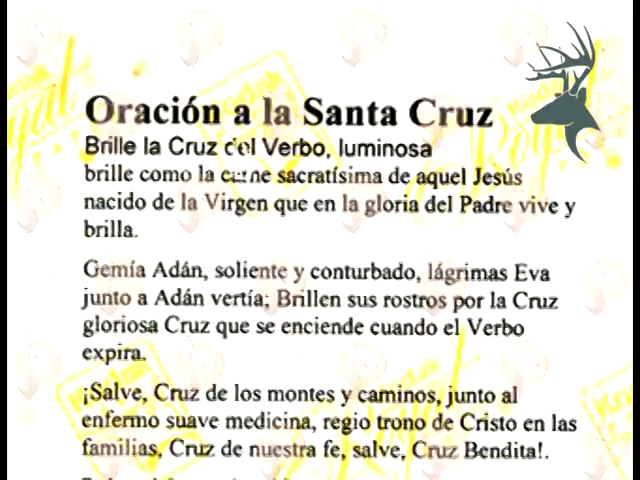 Oración a la Santa Cruz
Brille la Cruz del Verbo, luminosa
brille como la carne sacratísima de aquel Jesús
nacido de la Virgen que en la gloria del Padre vive y
brilla.
Gemía Adán, soliente y conturbado, lágrimas Eva
junto a Adán vertía; Brillen sus rostros por la Cruz
gloriosa Cruz que se enciende cuando el Verbo
expira.
¡Salve, Cruz de los montes y caminos, junto al
enfermo suave medicina, regio trono de Cristo en las
familias, Cruz de nuestra fe, salve, Cruz Bendita!.